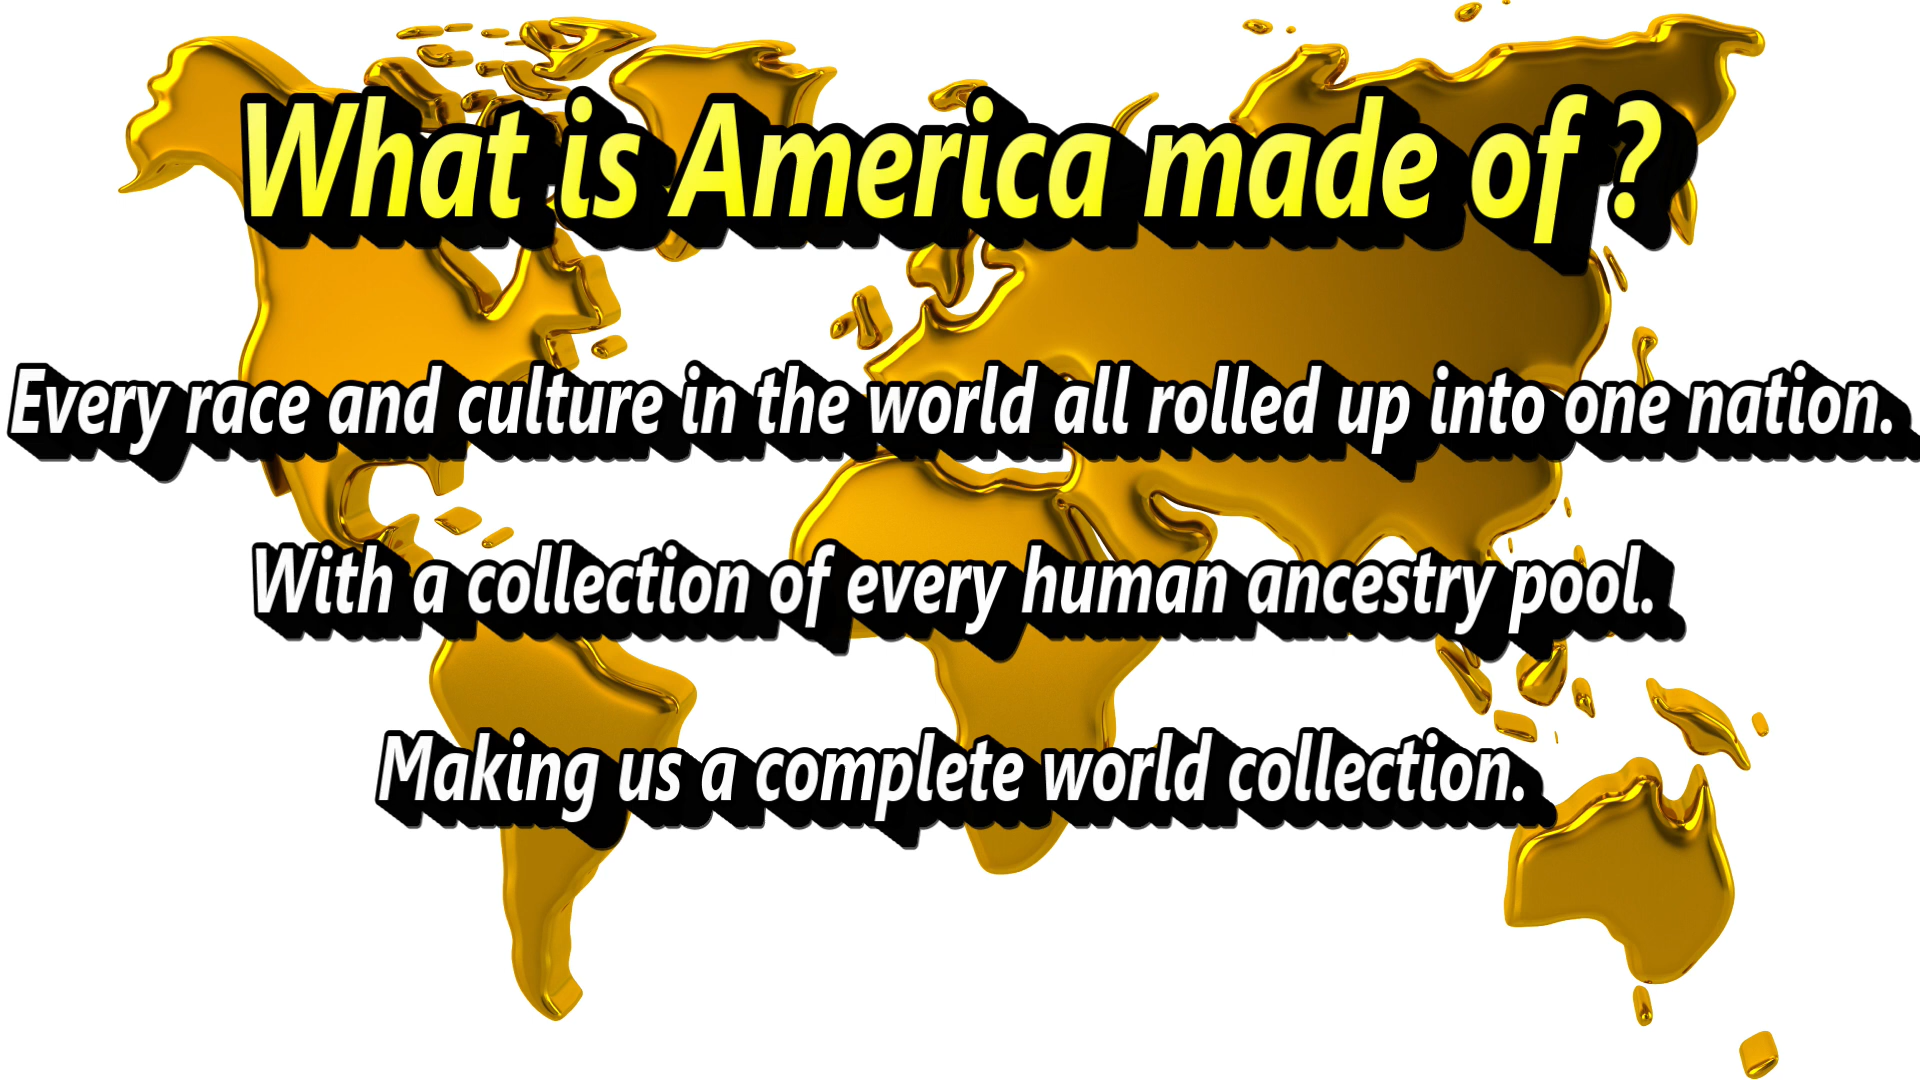 What is America made of ?
Every race and culture in the world all rolled up into one nation.
With a collection of every human ancestry pool.
Making us a complete world collection.